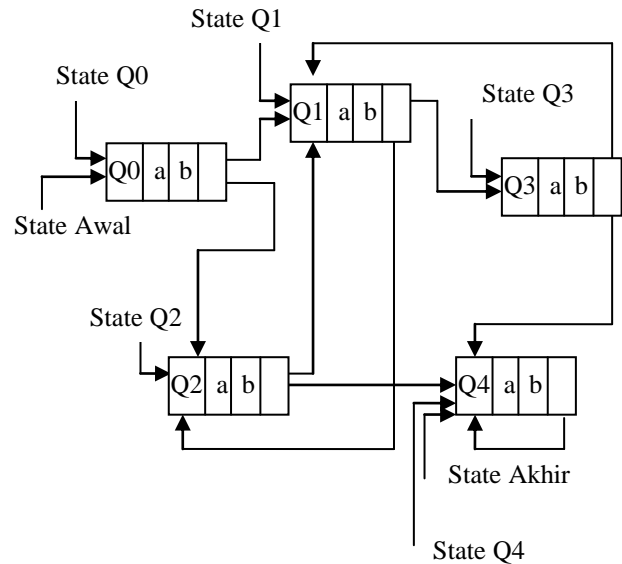 State Q1
State Q0
State Q3
Q1 a b
Q0 a b
Q3 a b
State Awal
State Q2
Q2 a b
Q4 a b
State Akhir
State Q4